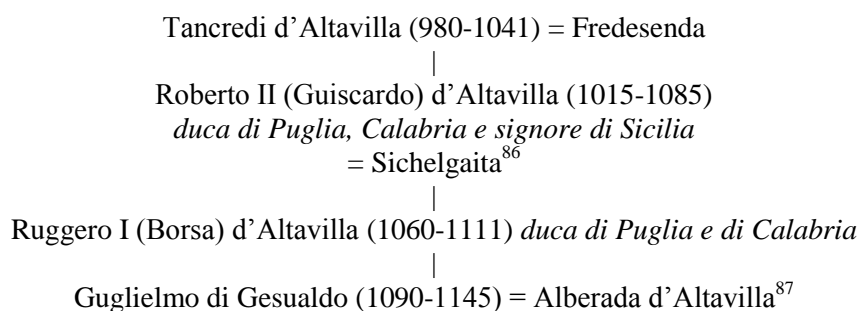 Tancredi d’Altavilla (980-1041) = Fredesenda
|
Roberto II (Guiscardo) d’Altavilla (1015-1085)
duca di Puglia, Calabria e signore di Sicilia
= Sichelgaita86
|
Ruggero I (Borsa) d’Altavilla (1060-1111) duca di Puglia e di Calabria
|
Guglielmo di Gesualdo (1090-1145) = Alberada d’Altavilla87